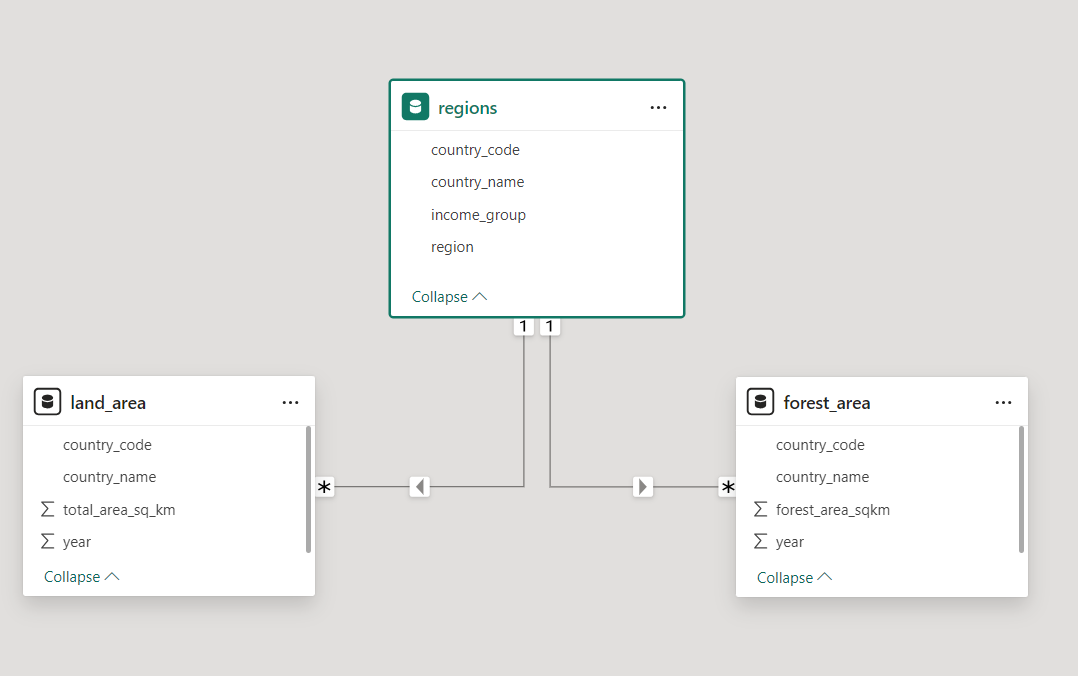 regions
country_code
country_name
income_group
region
Collapse
1 1
land_area
country_code
country_name
Σ total_area_sq_km
Σ year
Collapse
*
*
forest_area
country_code
country_name
Σ forest_area_sqkm
Σ year
Collapse